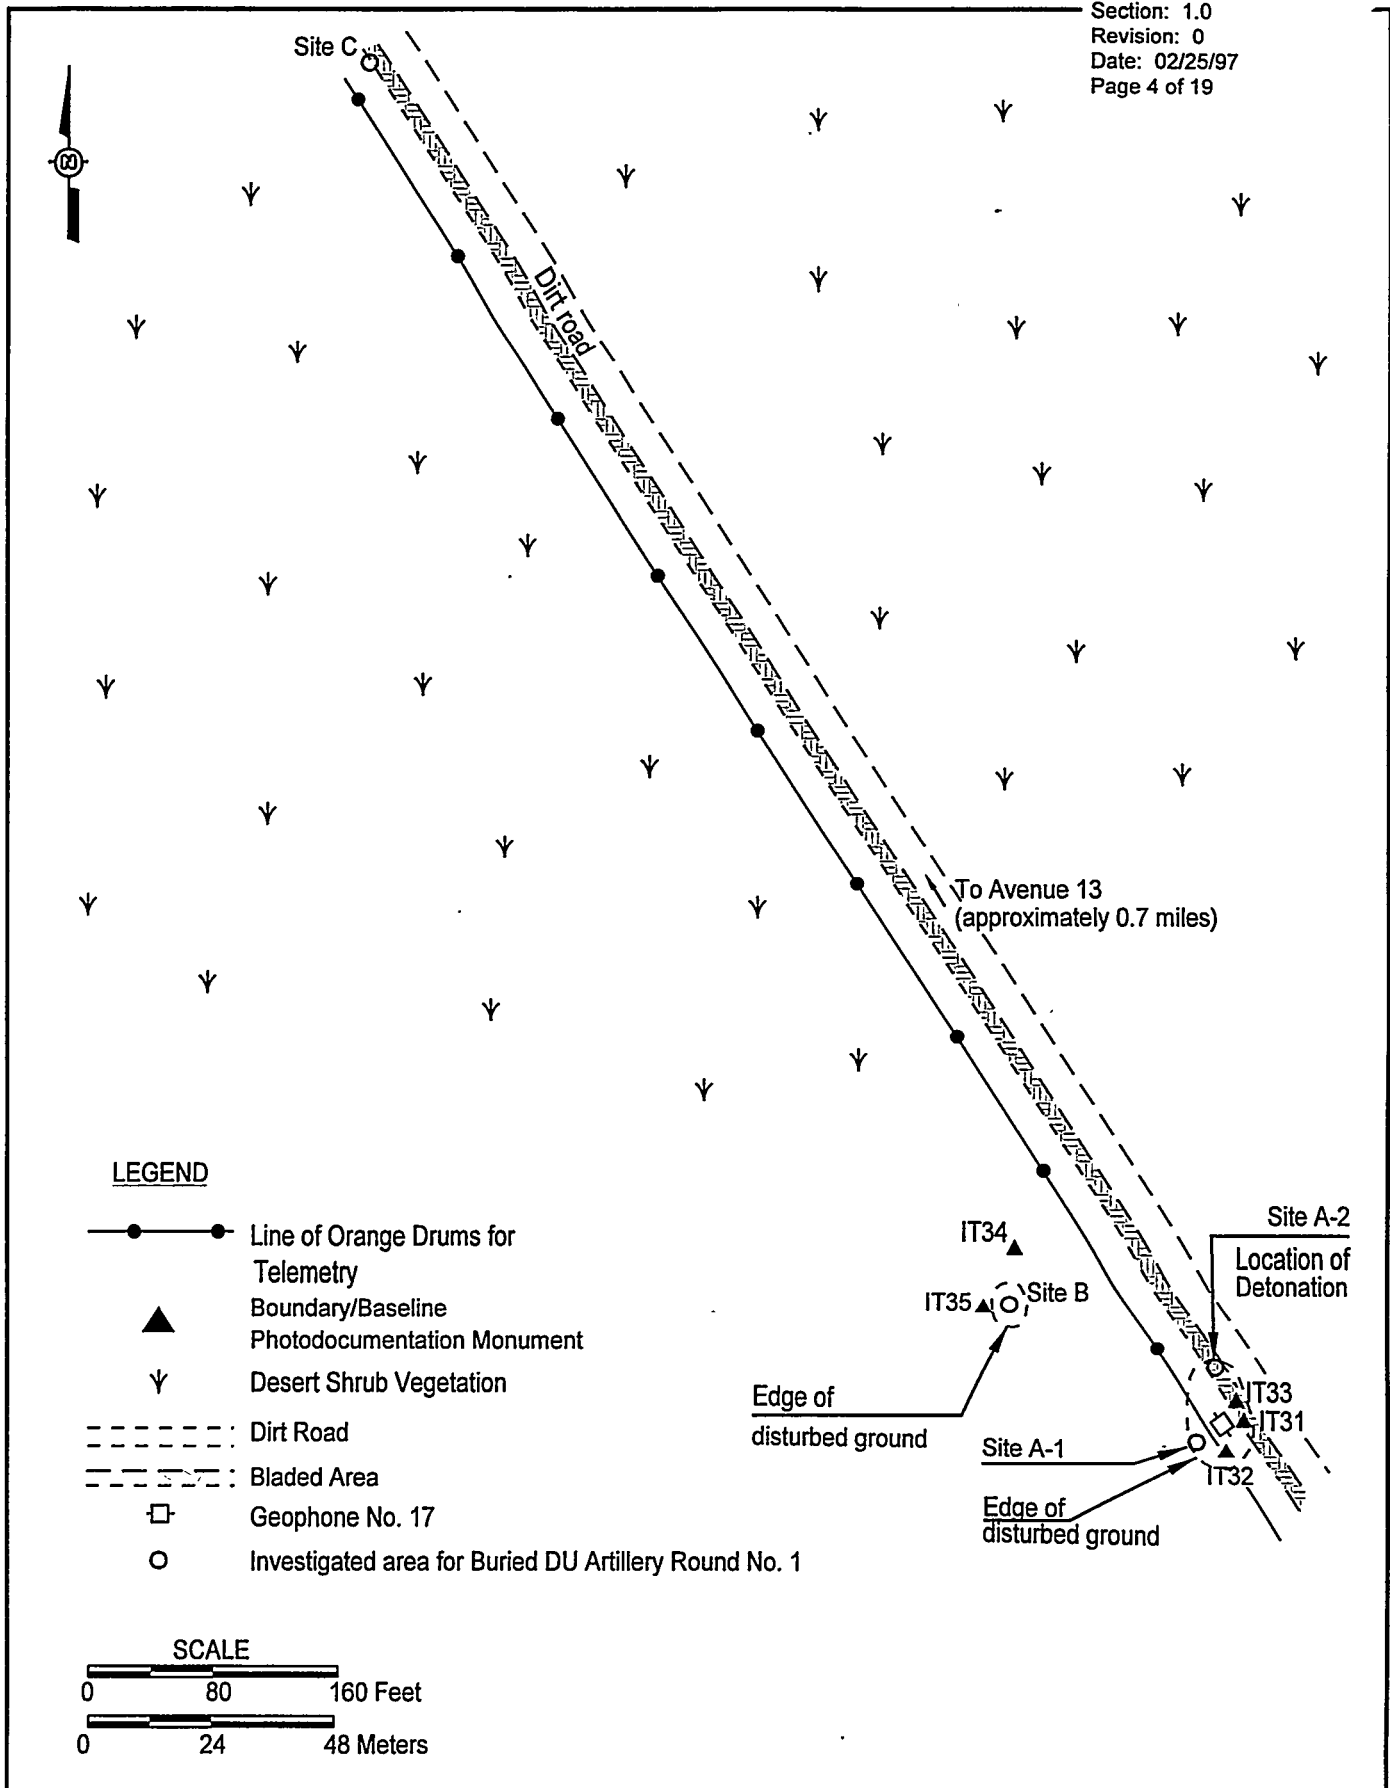 Section: 1.0
Revision: 0
Date: 02/25/97
Page 4 of 19
Site C
N
Dirt road
To Avenue 13
(approximately 0.7 miles)
LEGEND
Line of Orange Drums for
Telemetry
Boundary/Baseline
Photodocumentation Monument
Desert Shrub Vegetation
Dirt Road
Bladed Area
Geophone No. 17
Investigated area for Buried DU Artillery Round No. 1
IT34
IT35
Site B
Edge of
disturbed ground
Site A-2
Location of
Detonation
IT33
IT31
IT32
Site A-1
Edge of
disturbed ground
SCALE
0 80 160 Feet
0 24 48 Meters